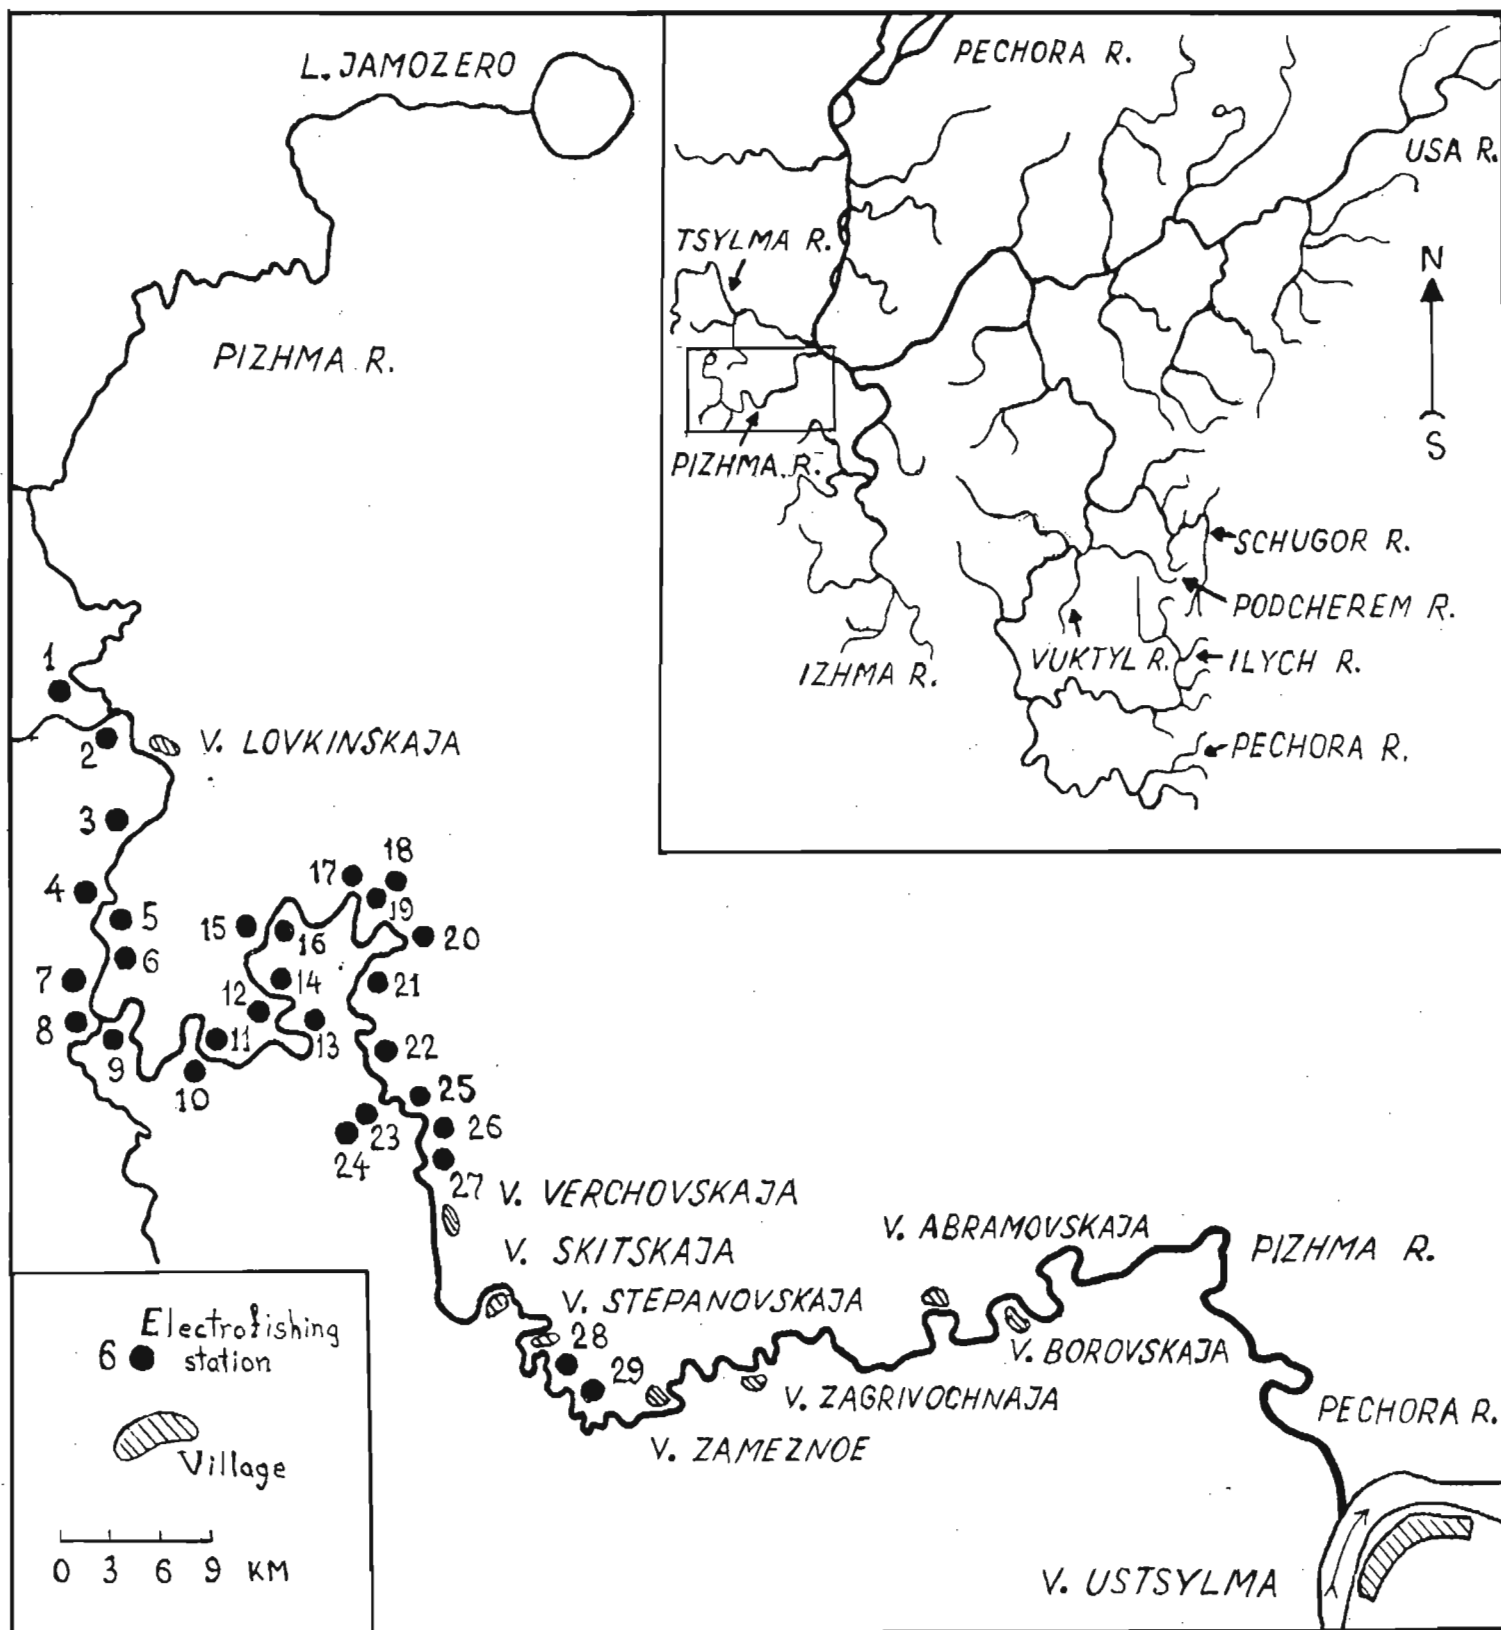 L. JAMOZERO
PIZHMA R.
PECHORA R.
USA R.
TSYLMA R.
N
S
PIZHMA R.
SCHUGOR R.
PODCHEREM R.
IZHMA R.
VUKTYL R.
ILYCH R.
PECHORA R.
1
2
V. LOVKINSKAJA
3
4
5
6
7
8
9
10
11
12
13
14
15
16
17
18
19
20
21
22
23
24
25
26
27
V. VERCHOVSKAJA
V. SKITSKAJA
V. STEPANOVSKAJA
28
29
V. ZAMEZNOE
V. ZAGRIVOCHNAJA
V. ABRAMOVSKAJA
V. BOROVSKAJA
PIZHMA R.
PECHORA R.
V. USTSYLMA
Electrofishing
6 station
Village
0 3 6 9 KM